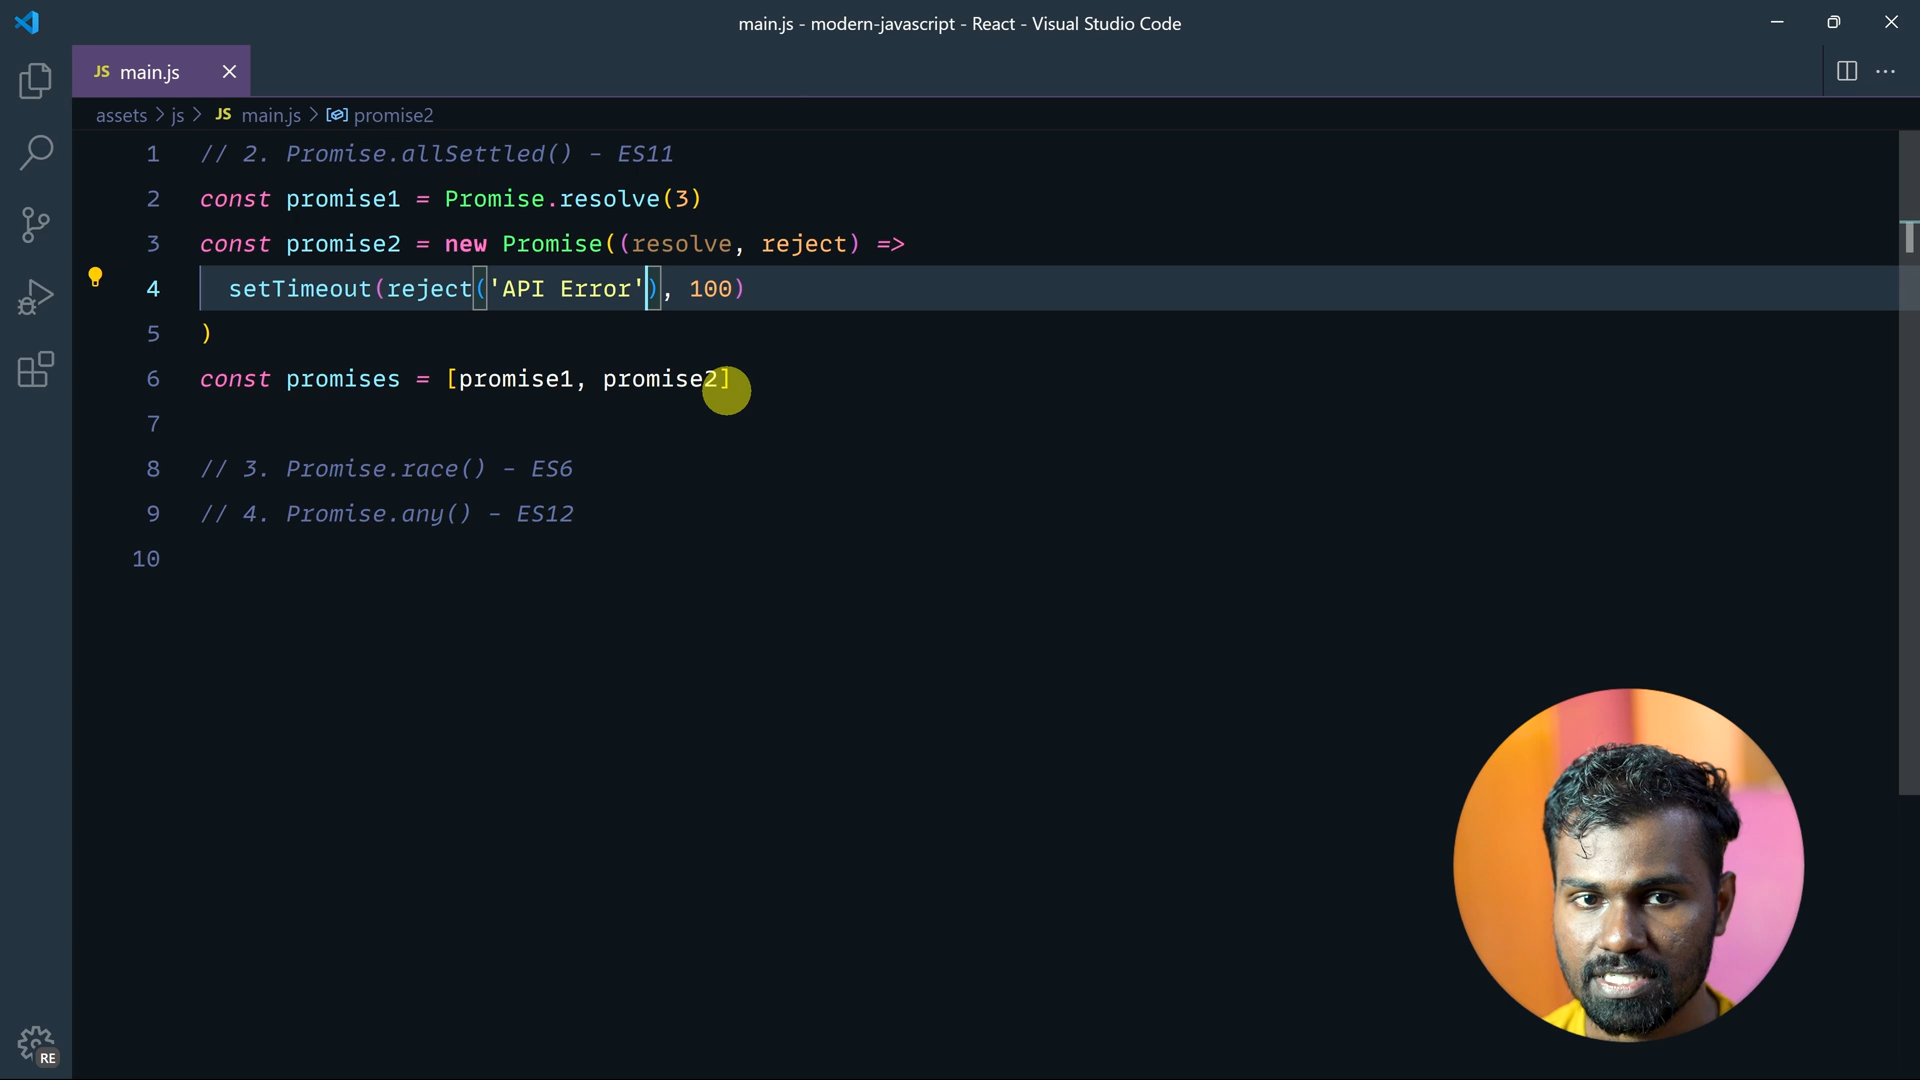 main.js - modern-javascript - React - Visual Studio Code
JS main.js
assets > js > JS main.js > promise2
1 // 2. Promise.allSettled() - ES11
2 const promise1 = Promise.resolve(3)
3 const promise2 = new Promise((resolve, reject) =>
4 setTimeout(reject('API Error'), 100)
5 )
6 const promises = [promise1, promise2]
7
8 // 3. Promise.race() - ES6
9 // 4. Promise.any() - ES12
10
RE